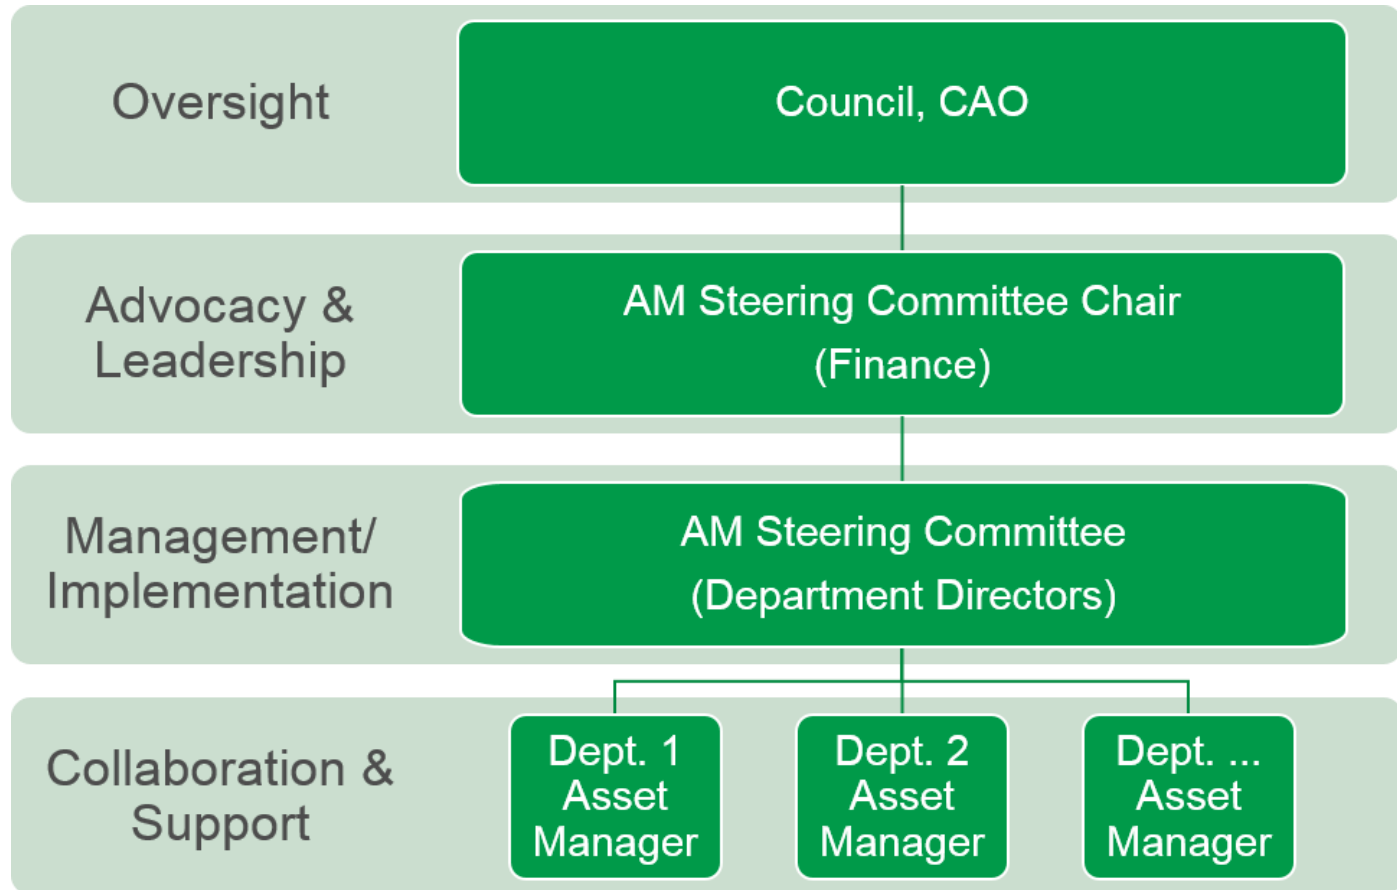 Oversight
Council, CAO
Advocacy &
Leadership
AM Steering Committee Chair
(Finance)
Management/
Implementation
AM Steering Committee
(Department Directors)
Collaboration &
Support
Dept. 1
Asset
Manager
Dept. 2
Asset
Manager
Dept. ...
Asset
Manager